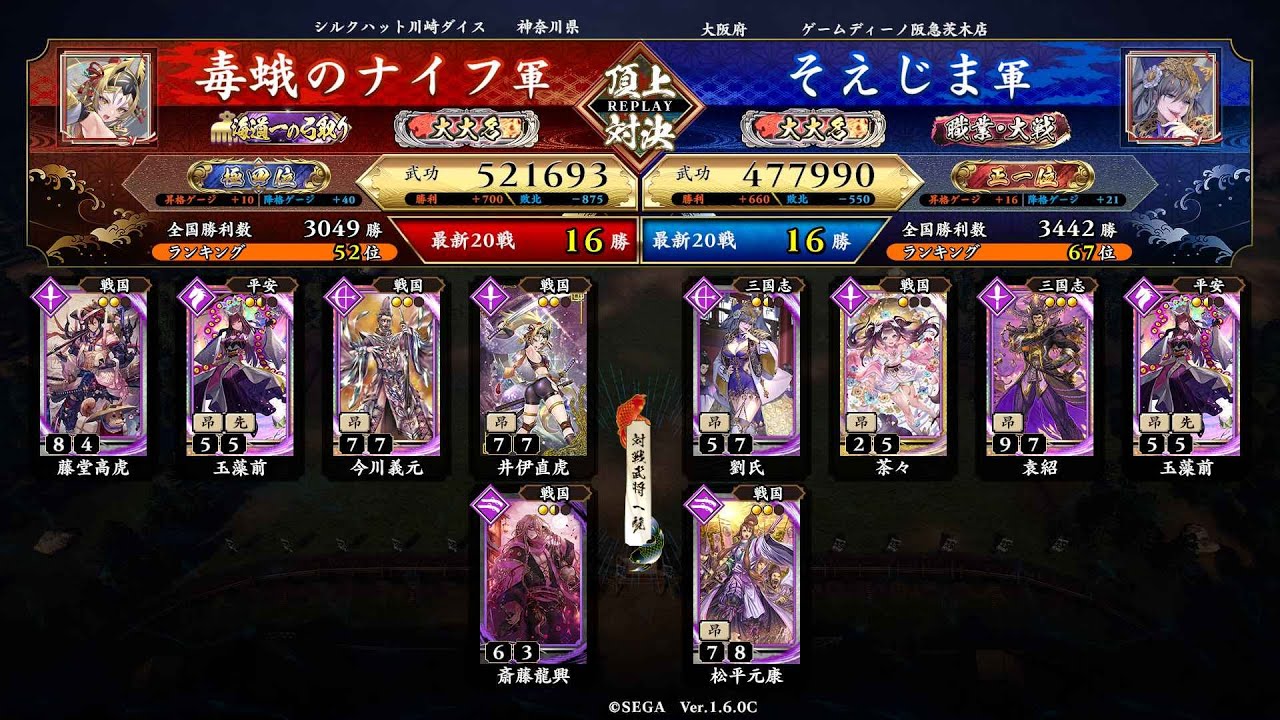 シルクハット川崎ダイス 神奈川県
大阪府 ゲームディーノ阪急茨木店
毒蛾のナイフ軍
頂上
REPLAY
対決
そえじま軍
海道一の弓取り
大大名
大大名
職業・大戦
極四位
昇格ゲージ +10 降格ゲージ +40
武功 521693
勝利 +700 敗北 -875
武功 477990
勝利 +660 敗北 -550
正一位
昇格ゲージ +16 降格ゲージ +21
全国勝利数 3049勝
ランキング 52位
最新20戦 16勝
最新20戦 16勝
全国勝利数 3442勝
ランキング 67位
戦国
8 4
藤堂高虎
平安
昴 先
5 5
玉藻前
戦国
昴
7 7
今川義元
戦国
昴
7 7
井伊直虎
対戦武将一覧
三国志
昴
5 7
劉氏
戦国
昴
2 5
茶々
三国志
昴
9 7
袁紹
平安
昴 先
5 5
玉藻前
戦国
6 3
斎藤龍興
戦国
昴
7 8
松平元康
©SEGA Ver.1.6.0C